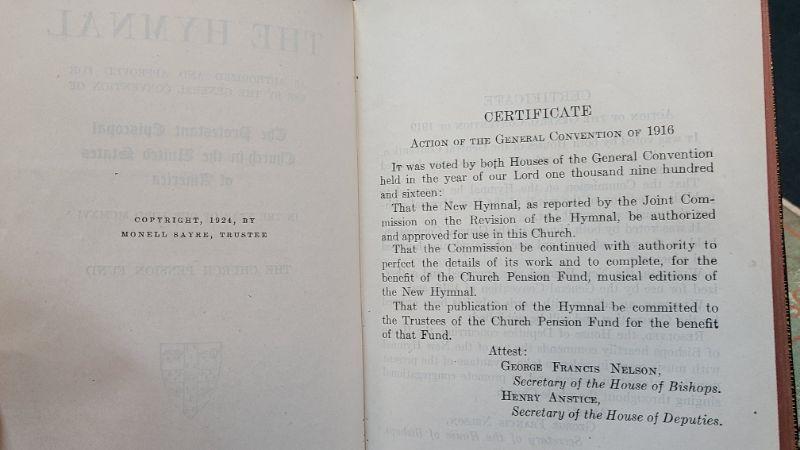 COPYRIGHT, 1924, BY
MONELL SAYRE, TRUSTEE
CERTIFICATE
ACTION OF THE GENERAL CONVENTION OF 1916
IT was voted by both Houses of the General Convention
held in the year of our Lord one thousand nine hundred
and sixteen:
That the New Hymnal, as reported by the Joint Com-
mission on the Revision of the Hymnal, be authorized
and approved for use in this Church.
That the Commission be continued with authority to
perfect the details of its work and to complete, for the
benefit of the Church Pension Fund, musical editions of
the New Hymnal.
That the publication of the Hymnal be committed to
the Trustees of the Church Pension Fund for the benefit
of that Fund.
Attest:
GEORGE FRANCIS NELSON,
Secretary of the House of Bishops.
HENRY ANSTICE,
Secretary of the House of Deputies.